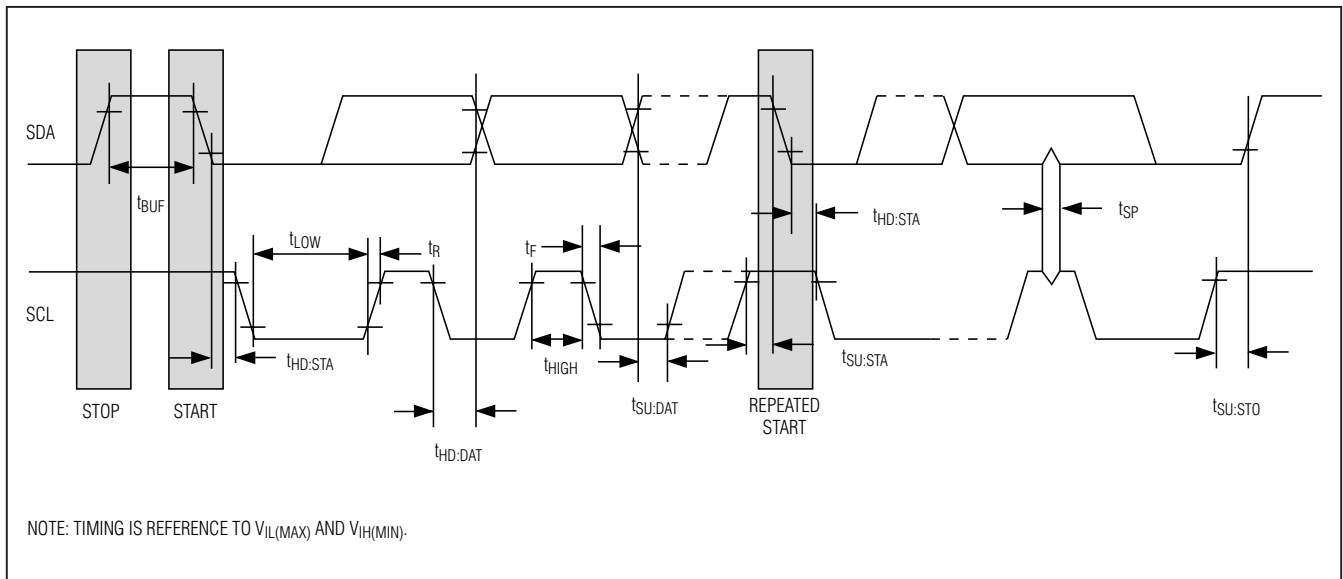 SDA
tBUF
tHD:STA
tSP
tLOW
tR
tF
SCL
tHD:STA
tHIGH
tSU:STA
tSU:DAT
STOP
START
REPEATED
START
tSU:STO
tHD:DAT
NOTE: TIMING IS REFERENCE TO VIL(MAX) AND VIH(MIN).